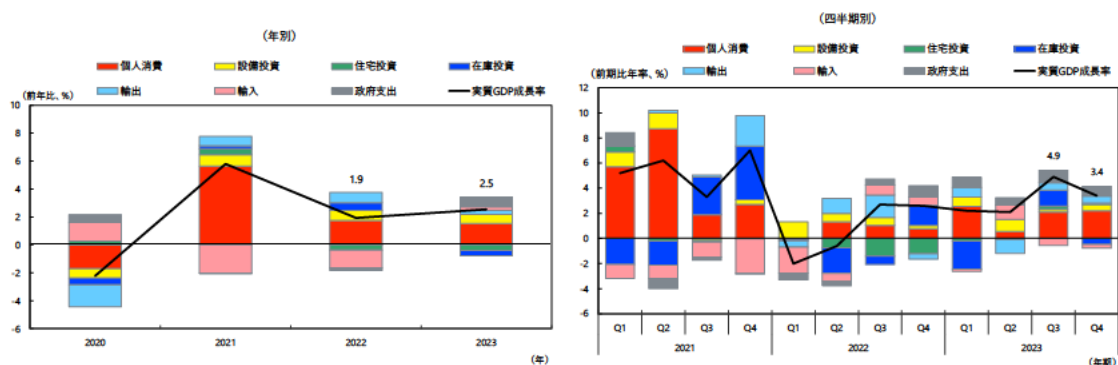 (年別)
個人消費 設備投資 住宅投資 在庫投資
輸出 輸入 政府支出 実質GDP成長率
(前年比、%)
10
8
6
4
2
0
-2
-4
-6
1.9
2.5
2020 2021 2022 2023
(年)
(四半期別)
個人消費 設備投資 住宅投資 在庫投資
輸出 輸入 政府支出 実質GDP成長率
(前期比年率、%)
12
10
8
6
4
2
0
-2
-4
-6
4.9
3.4
Q1 Q2 Q3 Q4 Q1 Q2 Q3 Q4 Q1 Q2 Q3 Q4
2021 2022 2023
(年期)